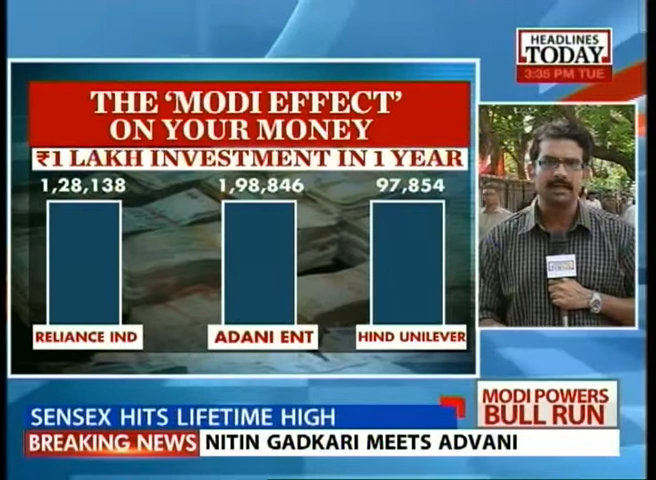 HEADLINES
TODAY
3:35 PM TUE
THE 'MODI EFFECT'
ON YOUR MONEY
₹1 LAKH INVESTMENT IN 1 YEAR
1,28,138
1,98,846
97,854
RELIANCE IND
ADANI ENT
HIND UNILEVER
SENSEX HITS LIFETIME HIGH
MODI POWERS
BULL RUN
BREAKING NEWS
NITIN GADKARI MEETS ADVANI